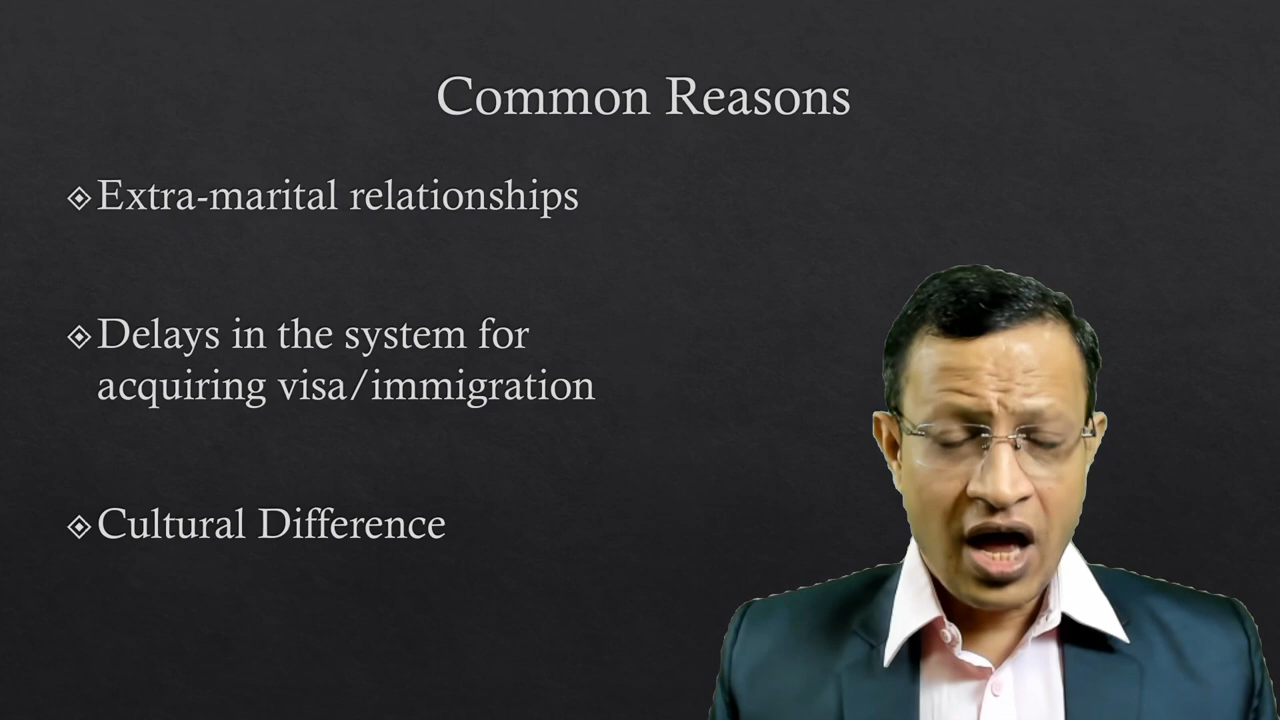 Common Reasons
Extra-marital relationships
Delays in the system for
acquiring visa/immigration
Cultural Difference